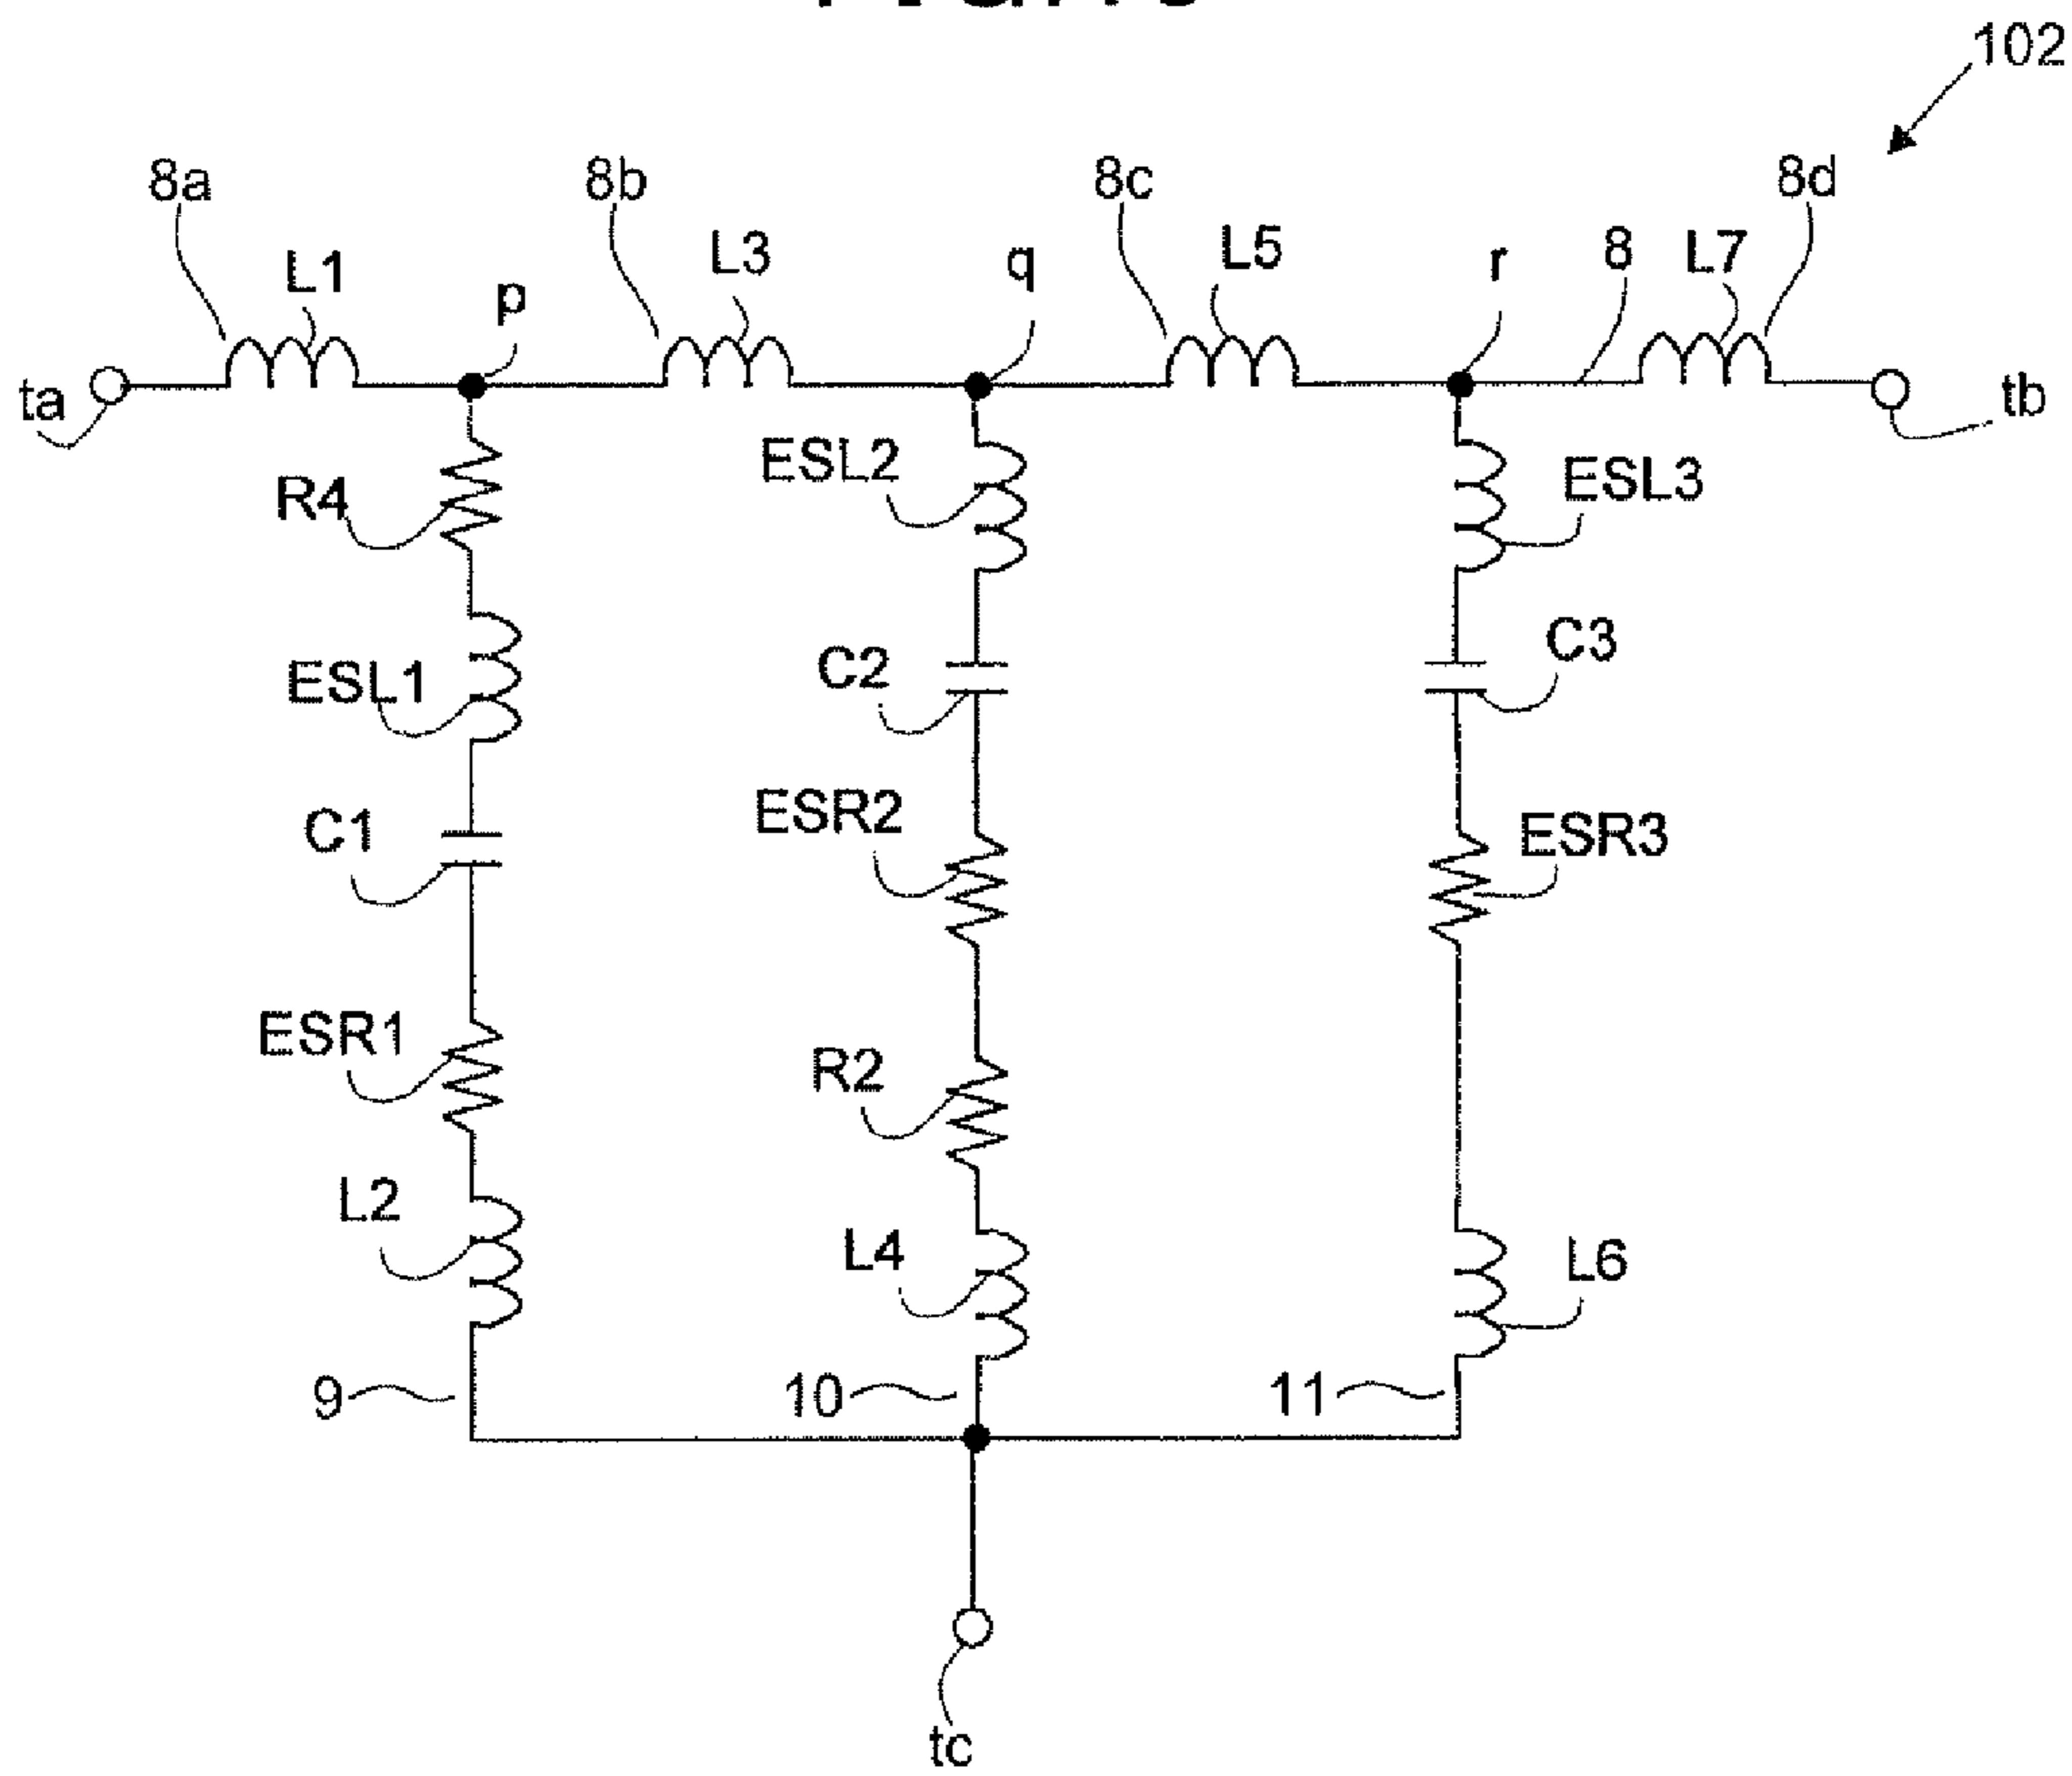 102
8a
8b
8c
8d
L1
L3
L5
L7
p
q
r
8
ta
tb
R4
ESL2
ESL3
ESL1
C2
C3
C1
ESR2
ESR3
ESR1
R2
L2
L4
L6
9
10
11
tc